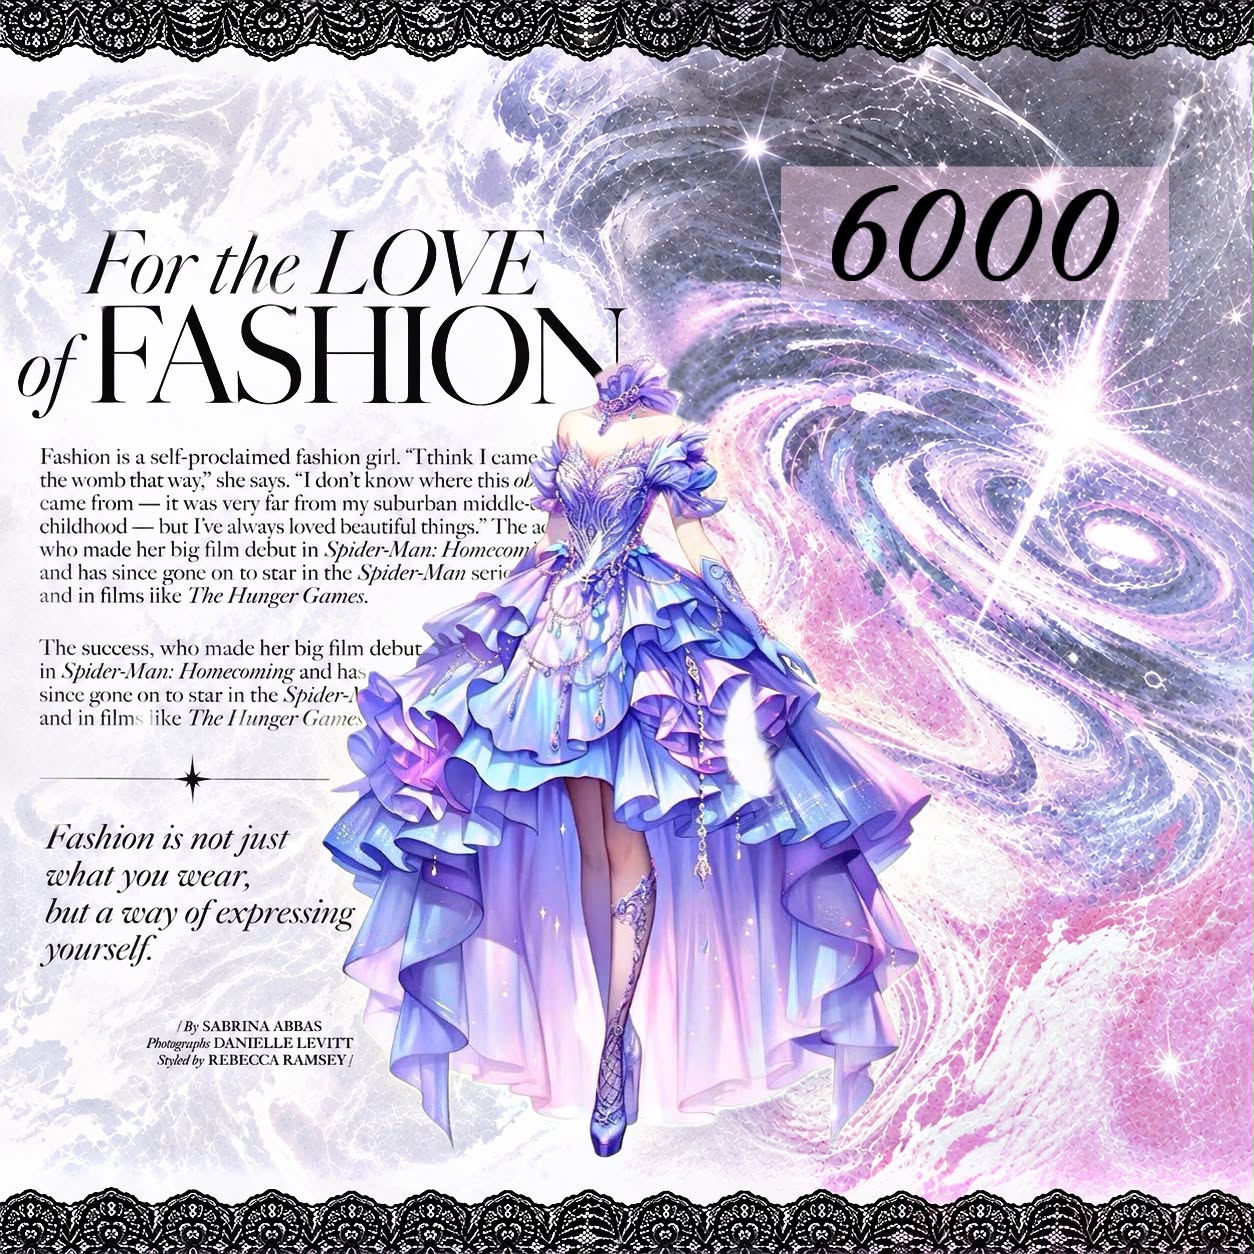 For the LOVE
of FASHION
6000
Fashion is a self-proclaimed fashion girl. “Tthink I came
the womb that way,” she says. “I don’t know where this
came from — it was very far from my suburban middle-
childhood — but I’ve always loved beautiful things.” The
who made her big film debut in Spider-Man: Homecom
and has since gone on to star in the Spider-Man serie
and in films iike The Hunger Games.
The success, who made her big film debut
in Spider-Man: Homecoming and has
since gone on to star in the Spider-
and in films like The Hunger Games
Fashion is not just
what you wear,
but a way of expressing
yourself.
/ By SABRINA ABBAS
Photographs DANIELLE LEVITT
Styled by REBECCA RAMSEY /